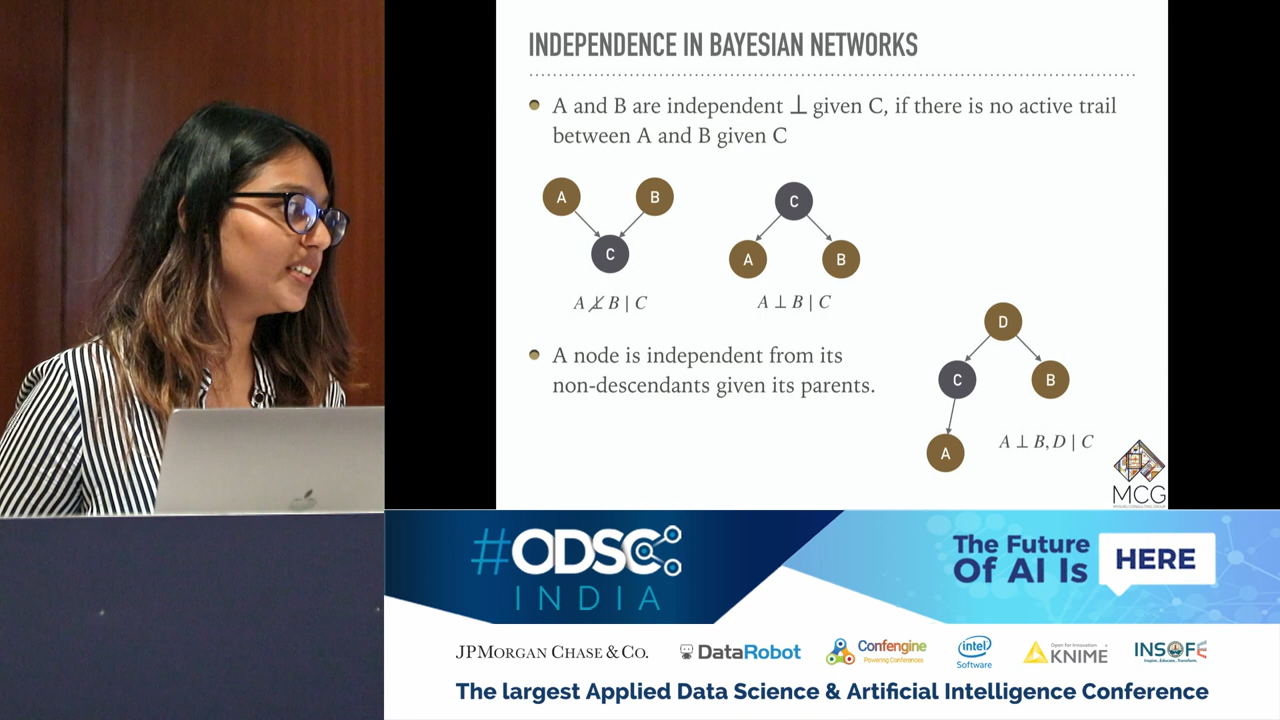 INDEPENDENCE IN BAYESIAN NETWORKS
A and B are independent ⊥ given C, if there is no active trail
between A and B given C
A
B
C
C
A
B
A ⊥̸ B | C
A ⊥ B | C
D
A node is independent from its
non-descendants given its parents.
C
B
A ⊥ B, D | C
A
MCG
#ODSC
INDIA
The Future
Of AI Is
HERE
JPMORGAN CHASE & CO.
DataRobot
Confengine
Powering Conferences
intel
Software
Open for Innovation
KNIME
INSOFE
Inspire...Educate...Transform.
The largest Applied Data Science & Artificial Intelligence Conference